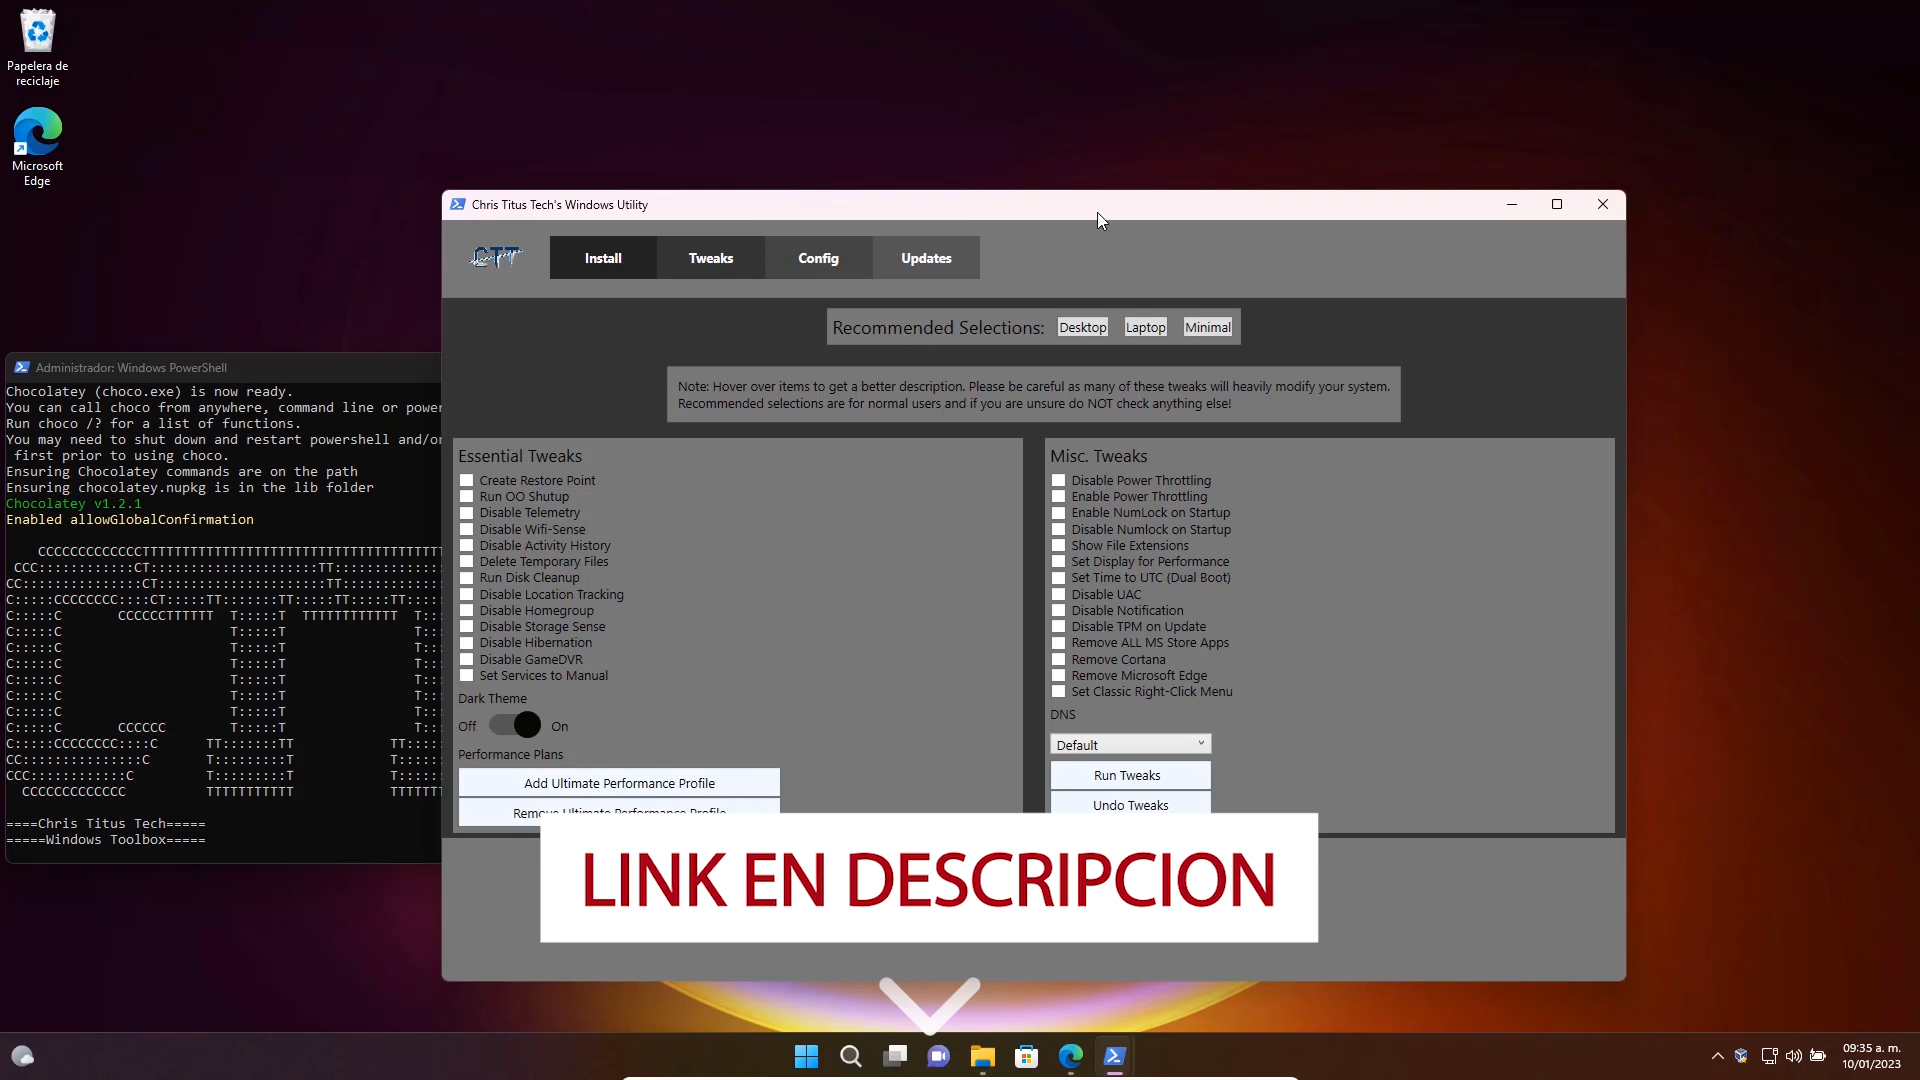 Papelera de
reciclaje
Microsoft
Edge
Chris Titus Tech's Windows Utility
CTT
Install
Tweaks
Config
Updates
Recommended Selections:
Desktop
Laptop
Minimal
Note: Hover over items to get a better description. Please be careful as many of these tweaks will heavily modify your system.
Recommended selections are for normal users and if you are unsure do NOT check anything else!
Administrador: Windows PowerShell
Chocolatey (choco.exe) is now ready.
You can call choco from anywhere, command line or power
Run choco /? for a list of functions.
You may need to shut down and restart powershell and/or
first prior to using choco.
Ensuring Chocolatey commands are on the path
Ensuring chocolatey.nupkg is in the lib folder
Chocolatey v1.2.1
Enabled allowGlobalConfirmation
====Chris Titus Tech=====
=====Windows Toolbox=====
Essential Tweaks
Create Restore Point
Run OO Shutup
Disable Telemetry
Disable Wifi-Sense
Disable Activity History
Delete Temporary Files
Run Disk Cleanup
Disable Location Tracking
Disable Homegroup
Disable Storage Sense
Disable Hibernation
Disable GameDVR
Set Services to Manual
Dark Theme
Off
On
Performance Plans
Add Ultimate Performance Profile
Remove Ultimate Performance Profile
Misc. Tweaks
Disable Power Throttling
Enable Power Throttling
Enable NumLock on Startup
Disable Numlock on Startup
Show File Extensions
Set Display for Performance
Set Time to UTC (Dual Boot)
Disable UAC
Disable Notification
Disable TPM on Update
Remove ALL MS Store Apps
Remove Cortana
Remove Microsoft Edge
Set Classic Right-Click Menu
DNS
Default
Run Tweaks
Undo Tweaks
LINK EN DESCRIPCION
09:35 a. m.
10/01/2023